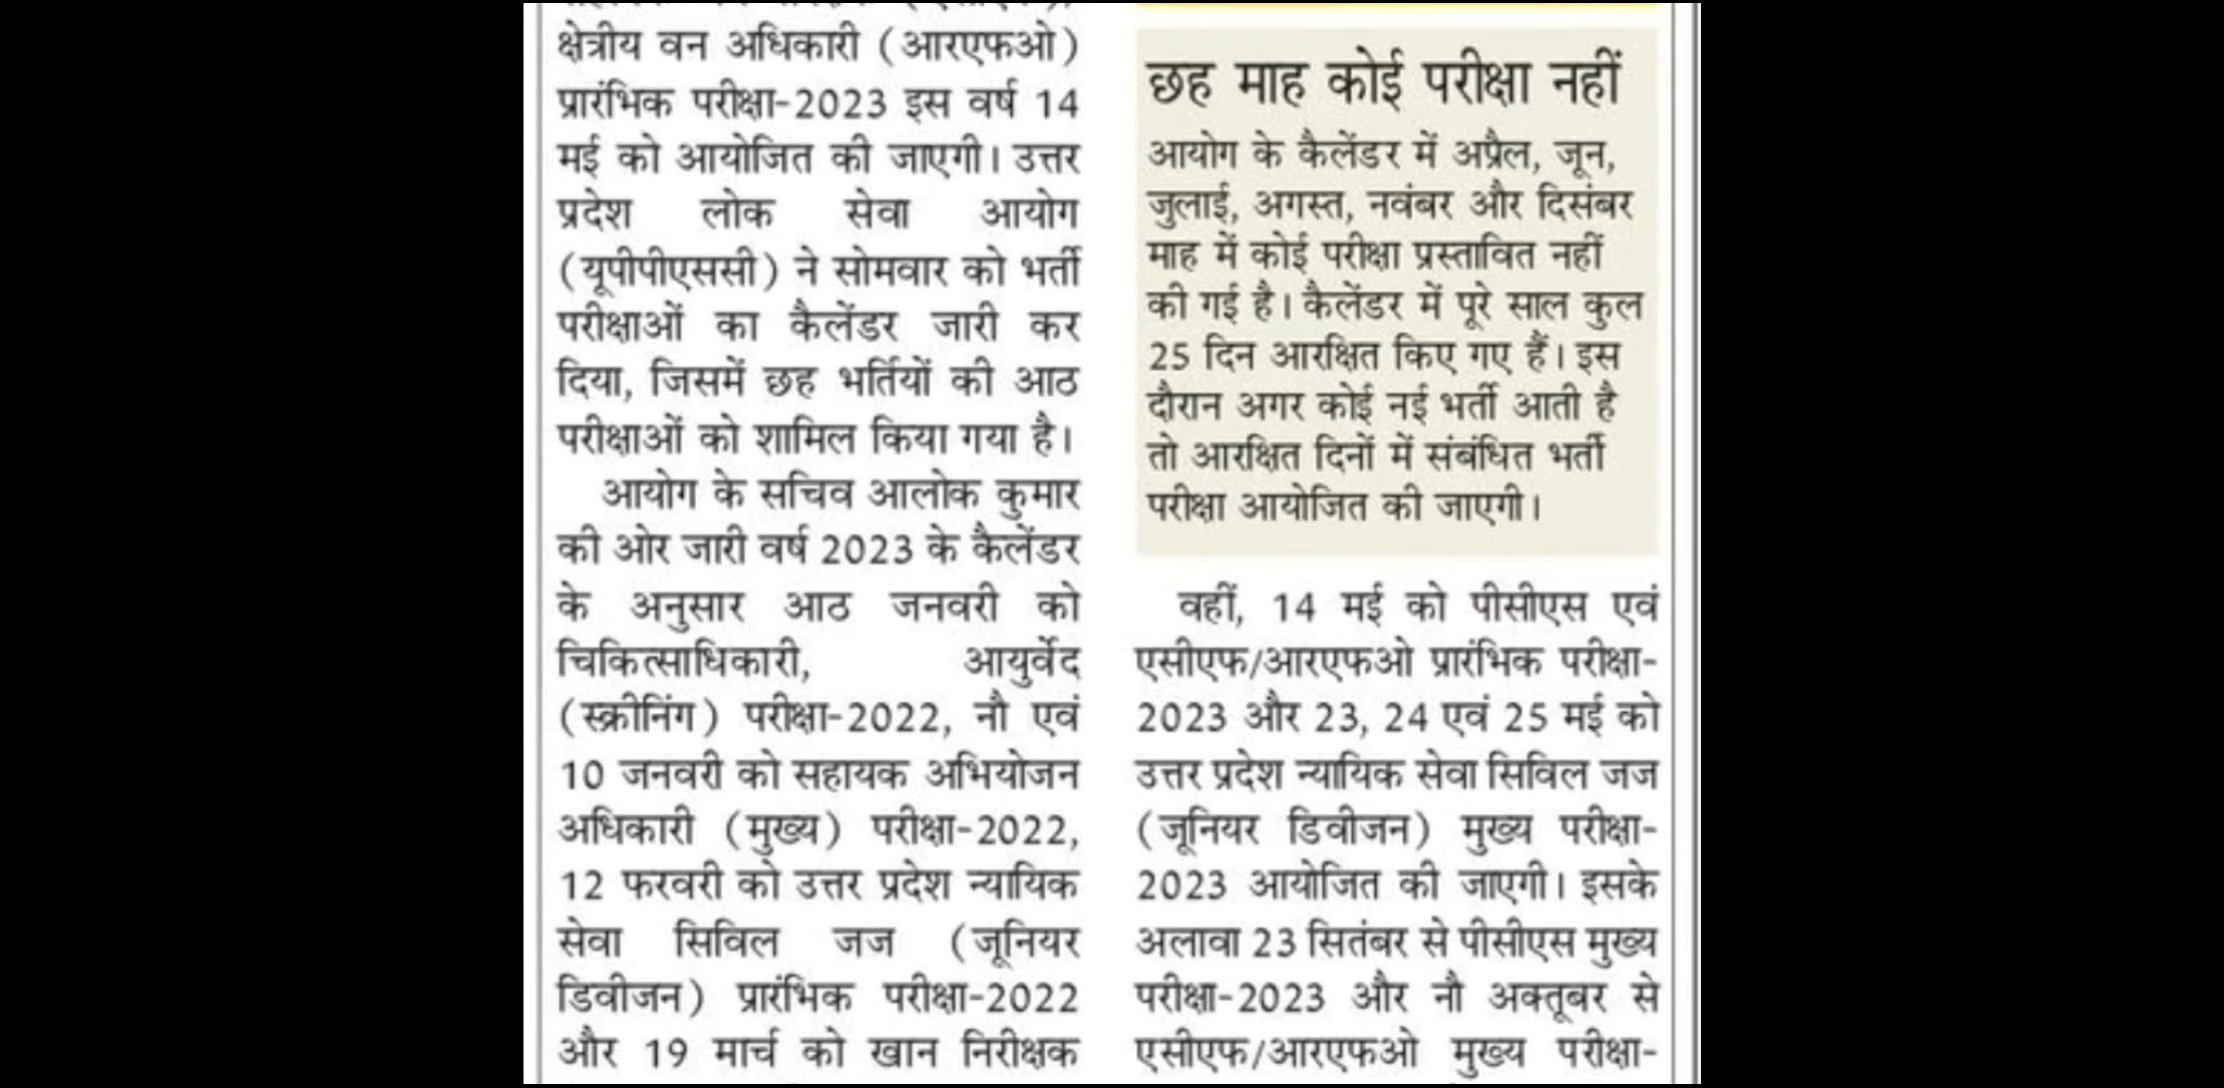 क्षेत्रीय वन अधिकारी (आरएफओ)
प्रारंभिक परीक्षा-2023 इस वर्ष 14
मई को आयोजित की जाएगी। उत्तर
प्रदेश लोक सेवा आयोग
(यूपीपीएससी) ने सोमवार को भर्ती
परीक्षाओं का कैलेंडर जारी कर
दिया, जिसमें छह भर्तियों की आठ
परीक्षाओं को शामिल किया गया है।
आयोग के सचिव आलोक कुमार
की ओर जारी वर्ष 2023 के कैलेंडर
के अनुसार आठ जनवरी को
चिकित्साधिकारी, आयुर्वेद
(स्क्रीनिंग) परीक्षा-2022, नौ एवं
10 जनवरी को सहायक अभियोजन
अधिकारी (मुख्य) परीक्षा-2022,
12 फरवरी को उत्तर प्रदेश न्यायिक
सेवा सिविल जज (जूनियर
डिवीजन) प्रारंभिक परीक्षा-2022
और 19 मार्च को खान निरीक्षक
छह माह कोई परीक्षा नहीं
आयोग के कैलेंडर में अप्रैल, जून,
जुलाई, अगस्त, नवंबर और दिसंबर
माह में कोई परीक्षा प्रस्तावित नहीं
की गई है। कैलेंडर में पूरे साल कुल
25 दिन आरक्षित किए गए हैं। इस
दौरान अगर कोई नई भर्ती आती है
तो आरक्षित दिनों में संबंधित भर्ती
परीक्षा आयोजित की जाएगी।
वहीं, 14 मई को पीसीएस एवं
एसीएफ/आरएफओ प्रारंभिक परीक्षा-
2023 और 23, 24 एवं 25 मई को
उत्तर प्रदेश न्यायिक सेवा सिविल जज
(जूनियर डिवीजन) मुख्य परीक्षा-
2023 आयोजित की जाएगी। इसके
अलावा 23 सितंबर से पीसीएस मुख्य
परीक्षा-2023 और नौ अक्तूबर से
एसीएफ/आरएफओ मुख्य परीक्षा-